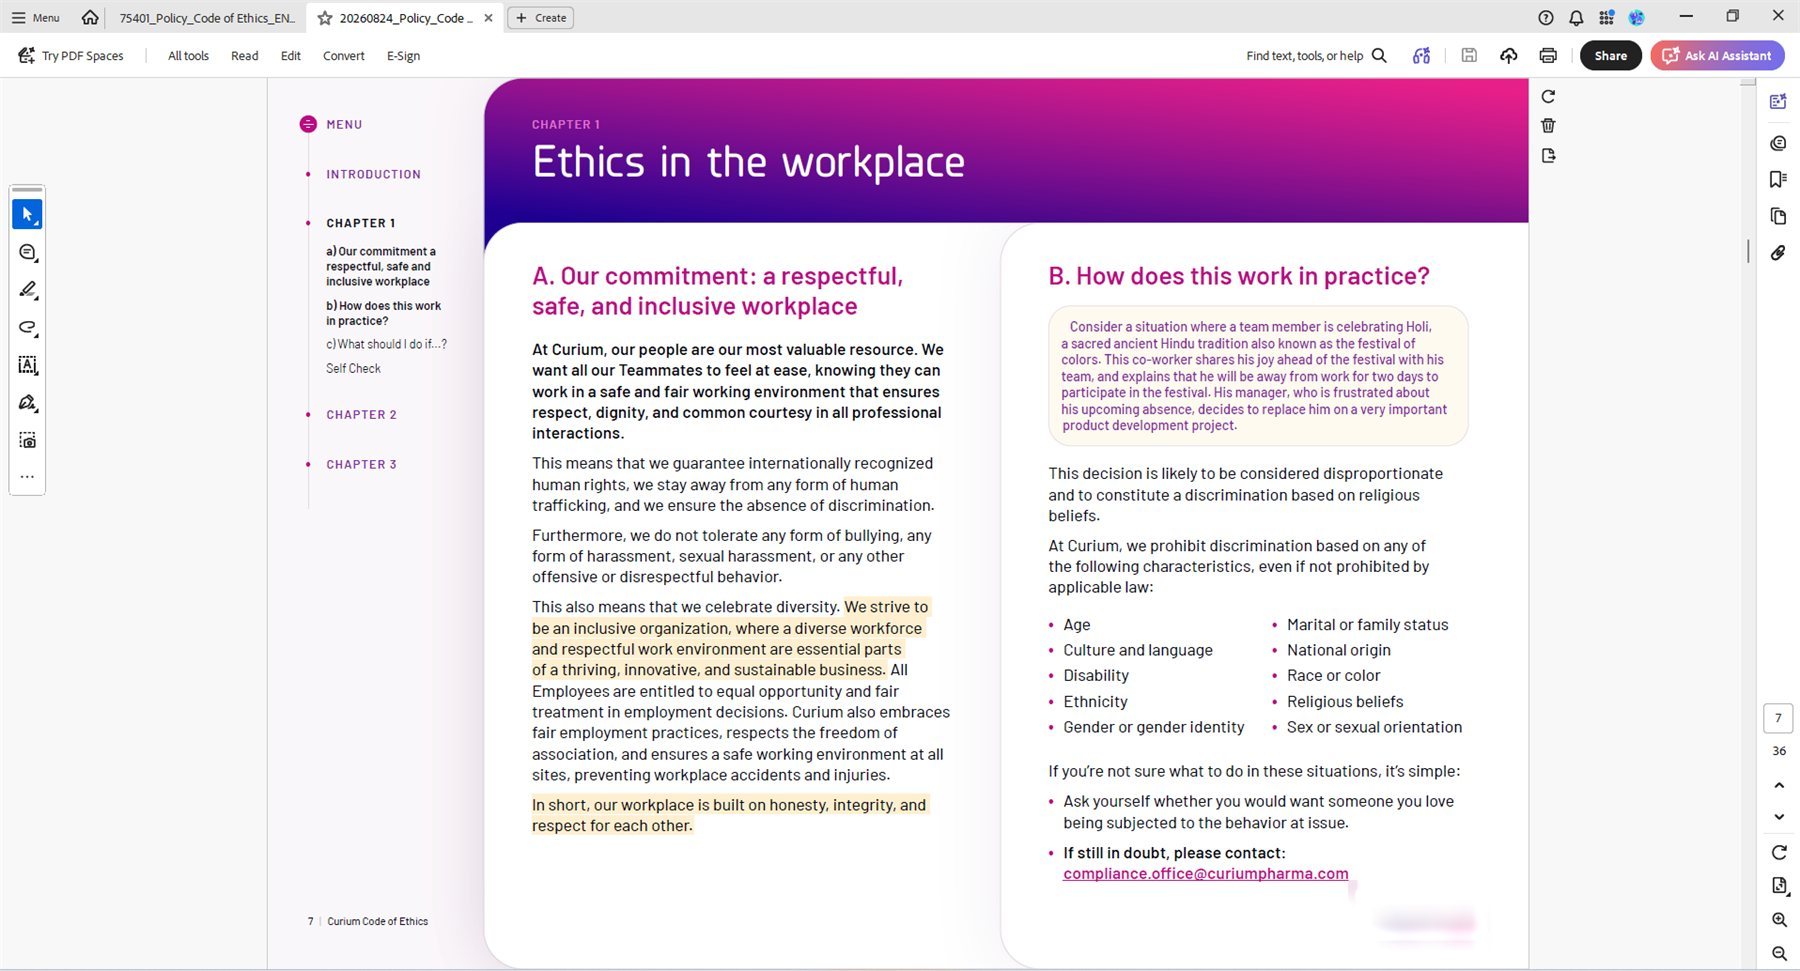 Menu
75401_Policy_Code of Ethics_EN...
20260824_Policy_Code ...
Create
Try PDF Spaces
All tools
Read
Edit
Convert
E-Sign
Find text, tools, or help
Share
Ask AI Assistant
MENU
INTRODUCTION
CHAPTER 1
a) Our commitment a
respectful, safe and
inclusive workplace
b) How does this work
in practice?
c) What should I do if...?
Self Check
CHAPTER 2
CHAPTER 3
7 | Curium Code of Ethics
CHAPTER 1
Ethics in the workplace
A. Our commitment: a respectful,
safe, and inclusive workplace
At Curium, our people are our most valuable resource. We
want all our Teammates to feel at ease, knowing they can
work in a safe and fair working environment that ensures
respect, dignity, and common courtesy in all professional
interactions.
This means that we guarantee internationally recognized
human rights, we stay away from any form of human
trafficking, and we ensure the absence of discrimination.
Furthermore, we do not tolerate any form of bullying, any
form of harassment, sexual harassment, or any other
offensive or disrespectful behavior.
This also means that we celebrate diversity. We strive to
be an inclusive organization, where a diverse workforce
and respectful work environment are essential parts
of a thriving, innovative, and sustainable business. All
Employees are entitled to equal opportunity and fair
treatment in employment decisions. Curium also embraces
fair employment practices, respects the freedom of
association, and ensures a safe working environment at all
sites, preventing workplace accidents and injuries.
In short, our workplace is built on honesty, integrity, and
respect for each other.
B. How does this work in practice?
Consider a situation where a team member is celebrating Holi,
a sacred ancient Hindu tradition also known as the festival of
colors. This co-worker shares his joy ahead of the festival with his
team, and explains that he will be away from work for two days to
participate in the festival. His manager, who is frustrated about
his upcoming absence, decides to replace him on a very important
product development project.
This decision is likely to be considered disproportionate
and to constitute a discrimination based on religious
beliefs.
At Curium, we prohibit discrimination based on any of
the following characteristics, even if not prohibited by
applicable law:
• Age
• Culture and language
• Disability
• Ethnicity
• Gender or gender identity
• Marital or family status
• National origin
• Race or color
• Religious beliefs
• Sex or sexual orientation
If you’re not sure what to do in these situations, it’s simple:
• Ask yourself whether you would want someone you love
being subjected to the behavior at issue.
• If still in doubt, please contact:
compliance.office@curiumpharma.com
7
36